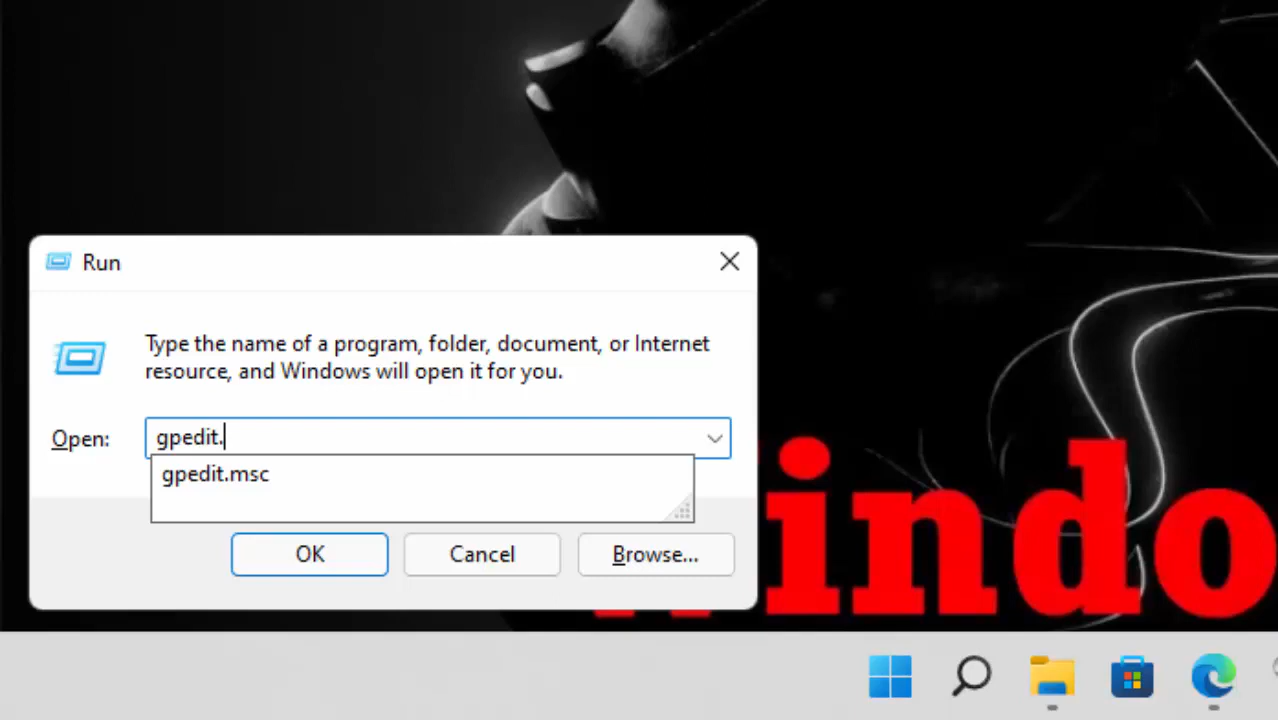 Run
Type the name of a program, folder, document, or Internet
resource, and Windows will open it for you.
Open: gpedit.
gpedit.msc
OK Cancel Browse...